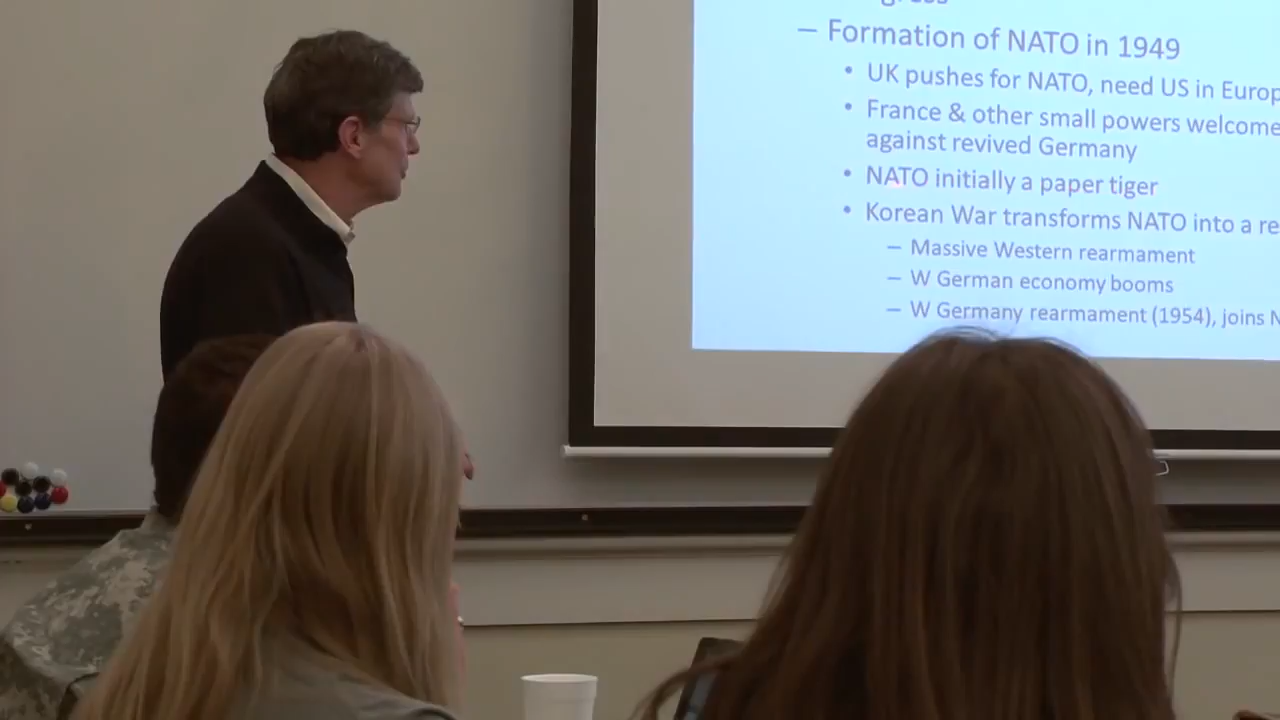 – Formation of NATO in 1949
• UK pushes for NATO, need US in Europ
• France & other small powers welcome
against revived Germany
• NATO initially a paper tiger
• Korean War transforms NATO into a re
– Massive Western rearmament
– W German economy booms
– W Germany rearmament (1954), joins N